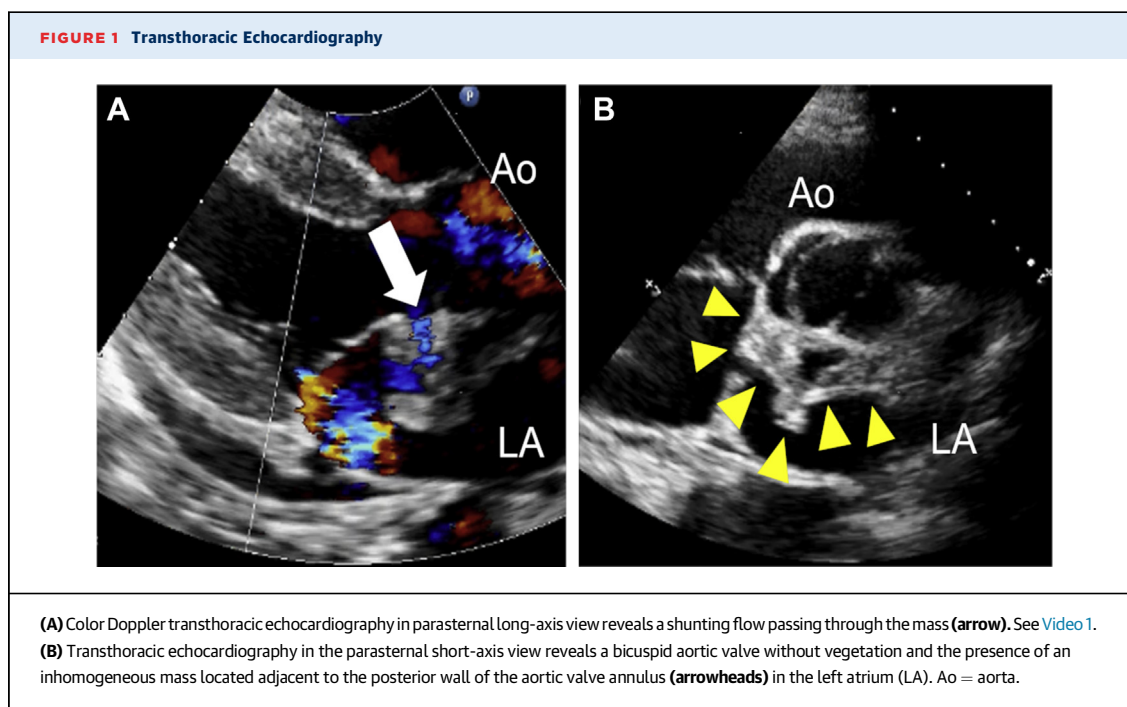 FIGURE 1 Transthoracic Echocardiography
A
P
Ao
LA
B
Ao
LA
(A) Color Doppler transthoracic echocardiography in parasternal long-axis view reveals a shunting flow passing through the mass (arrow). See Video 1.
(B) Transthoracic echocardiography in the parasternal short-axis view reveals a bicuspid aortic valve without vegetation and the presence of an
inhomogeneous mass located adjacent to the posterior wall of the aortic valve annulus (arrowheads) in the left atrium (LA). Ao = aorta.